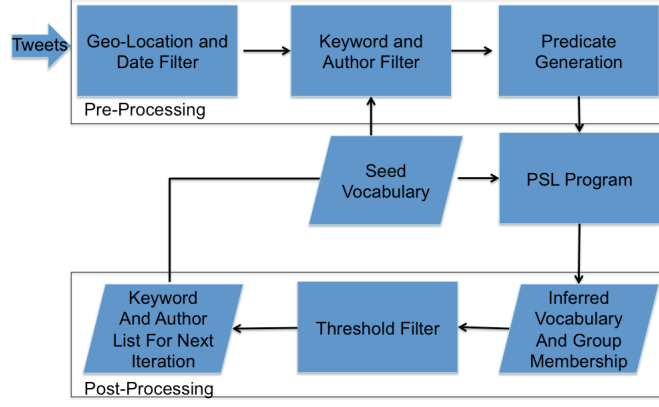 Tweets
Geo-Location and
Date Filter
Keyword and
Author Filter
Predicate
Generation
Pre-Processing
Seed
Vocabulary
PSL Program
Keyword
And Author
List For Next
Iteration
Threshold Filter
Inferred
Vocabulary
And Group
Membership
Post-Processing